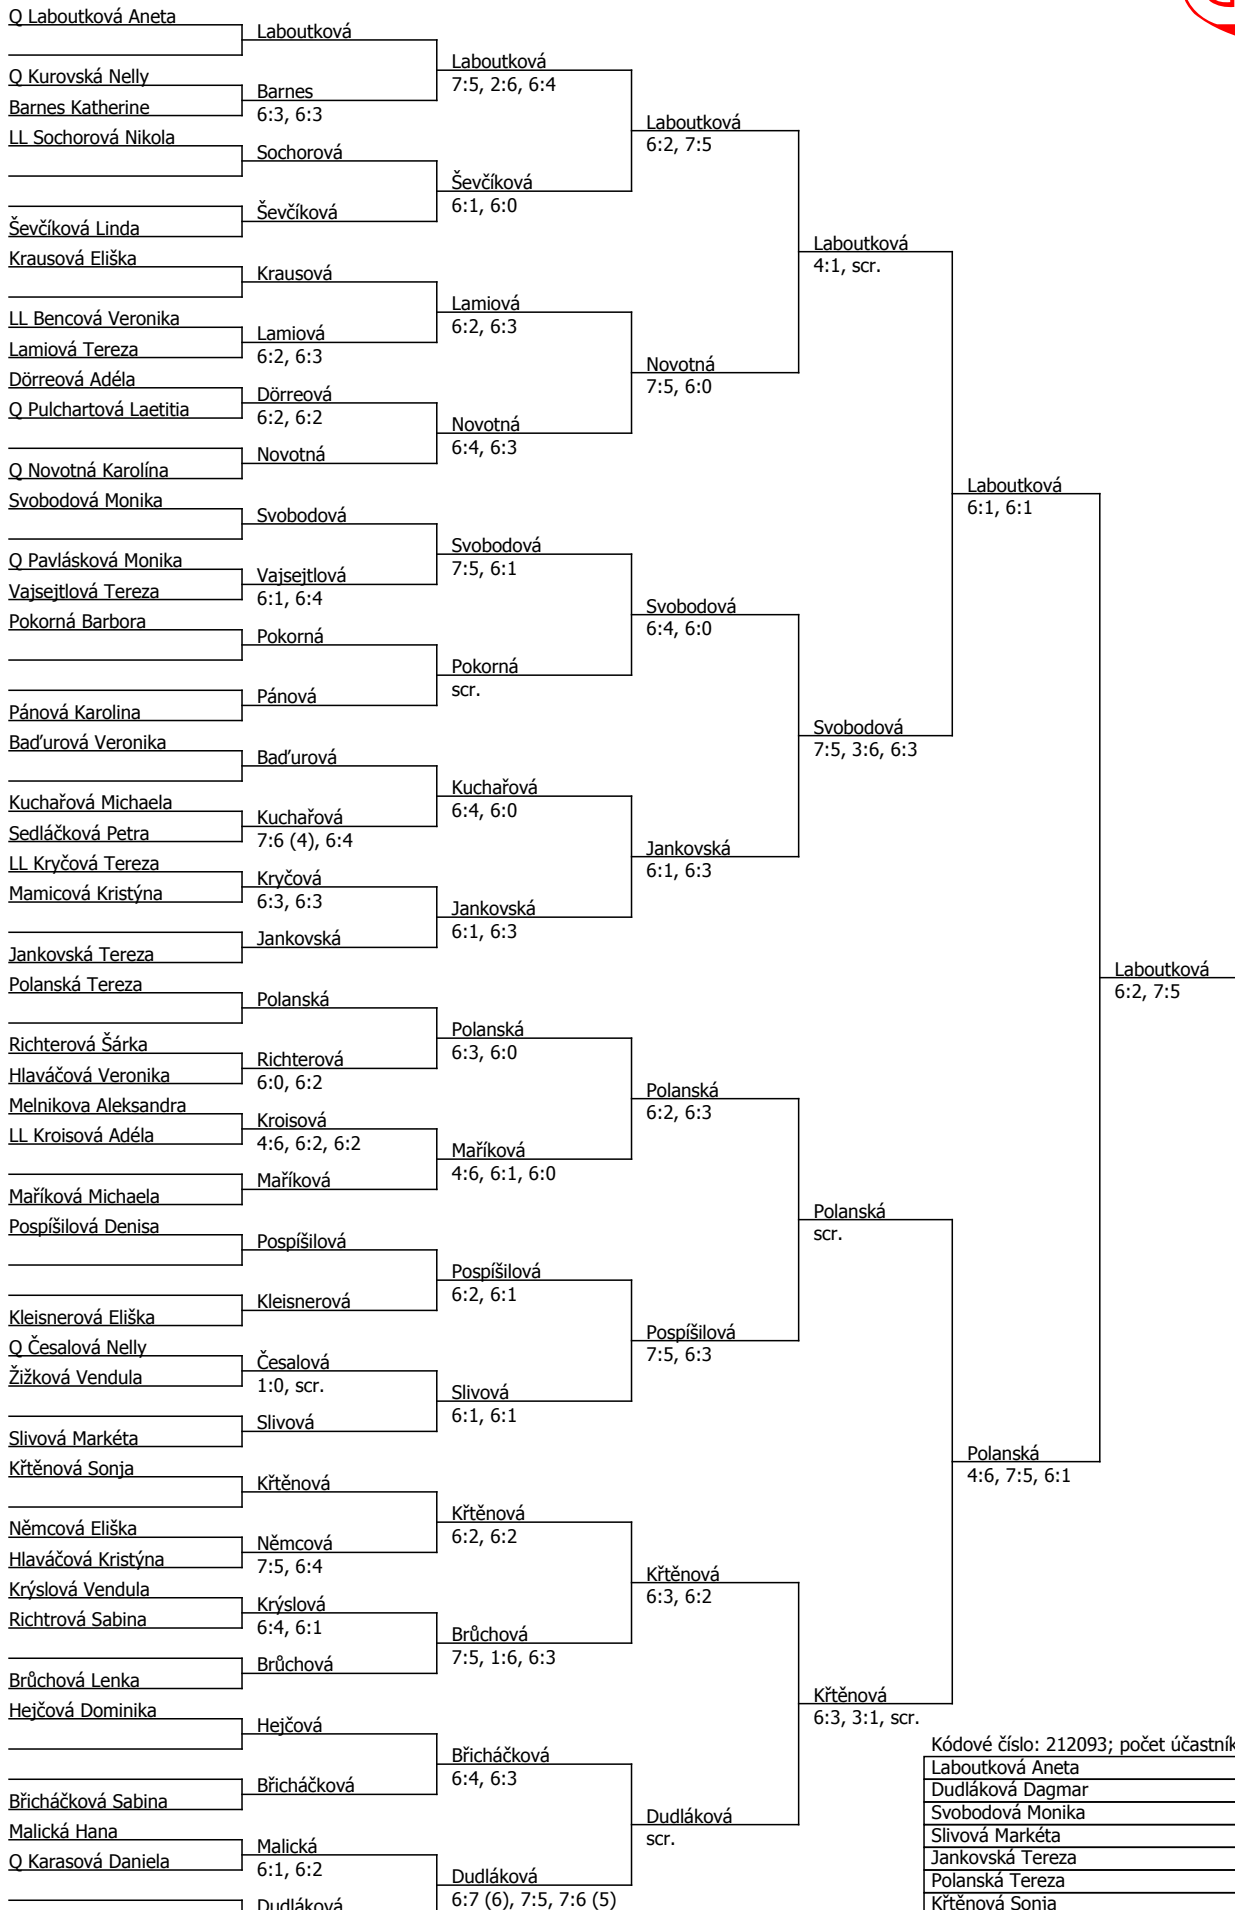 Q Laboutková Aneta
Q Kurovská Nelly
Barnes Katherine
LL Sochorová Nikola
Ševčíková Linda
Krausová Eliška
LL Bencová Veronika
Lamiová Tereza
Dörreová Adéla
Q Pulchartová Laetitia
Q Novotná Karolína
Svobodová Monika
Q Pavlásková Monika
Vajsejtlová Tereza
Pokorná Barbora
Pánová Karolina
Baďurová Veronika
Kuchařová Michaela
Sedláčková Petra
LL Kryčová Tereza
Mamicová Kristýna
Jankovská Tereza
Polanská Tereza
Richterová Šárka
Hlaváčová Veronika
Melnikova Aleksandra
LL Kroisová Adéla
Maříková Michaela
Pospíšilová Denisa
Kleisnerová Eliška
Q Česalová Nelly
Žižková Vendula
Slivová Markéta
Křtěnová Sonja
Němcová Eliška
Hlaváčová Kristýna
Krýslová Vendula
Richtrová Sabina
Brůchová Lenka
Hejčová Dominika
Břicháčková Sabina
Malická Hana
Q Karasová Daniela
Laboutková
Barnes
6:3, 6:3
Sochorová
Ševčíková
Krausová
Lamiová
6:2, 6:3
Dörreová
6:2, 6:2
Novotná
Svobodová
Vajsejtlová
6:1, 6:4
Pokorná
Pánová
Baďurová
Kuchařová
7:6 (4), 6:4
Kryčová
6:3, 6:3
Jankovská
Polanská
Richterová
6:0, 6:2
Kroisová
4:6, 6:2, 6:2
Maříková
Pospíšilová
Kleisnerová
Česalová
1:0, scr.
Slivová
Křtěnová
Němcová
7:5, 6:4
Krýslová
6:4, 6:1
Brůchová
Hejčová
Břicháčková
Malická
6:1, 6:2
Dudláková
Laboutková
7:5, 2:6, 6:4
Ševčíková
6:1, 6:0
Lamiová
6:2, 6:3
Novotná
6:4, 6:3
Svobodová
7:5, 6:1
Pokorná
scr.
Kuchařová
6:4, 6:0
Jankovská
6:1, 6:3
Polanská
6:3, 6:0
Maříková
4:6, 6:1, 6:0
Pospíšilová
6:2, 6:1
Slivová
6:1, 6:1
Křtěnová
6:2, 6:2
Brůchová
7:5, 1:6, 6:3
Břicháčková
6:4, 6:3
Dudláková
6:7 (6), 7:5, 7:6 (5)
Laboutková
6:2, 7:5
Novotná
7:5, 6:0
Svobodová
6:4, 6:0
Jankovská
6:1, 6:3
Polanská
6:2, 6:3
Pospíšilová
7:5, 6:3
Křtěnová
6:3, 6:2
Dudláková
scr.
Laboutková
4:1, scr.
Svobodová
7:5, 3:6, 6:3
Polanská
scr.
Křtěnová
6:3, 3:1, scr.
Laboutková
6:1, 6:1
Polanská
4:6, 7:5, 6:1
Laboutková
6:2, 7:5
Kódové číslo: 212093; počet účastník
Laboutková Aneta
Dudláková Dagmar
Svobodová Monika
Slivová Markéta
Jankovská Tereza
Polanská Tereza
Křtěnová Sonja